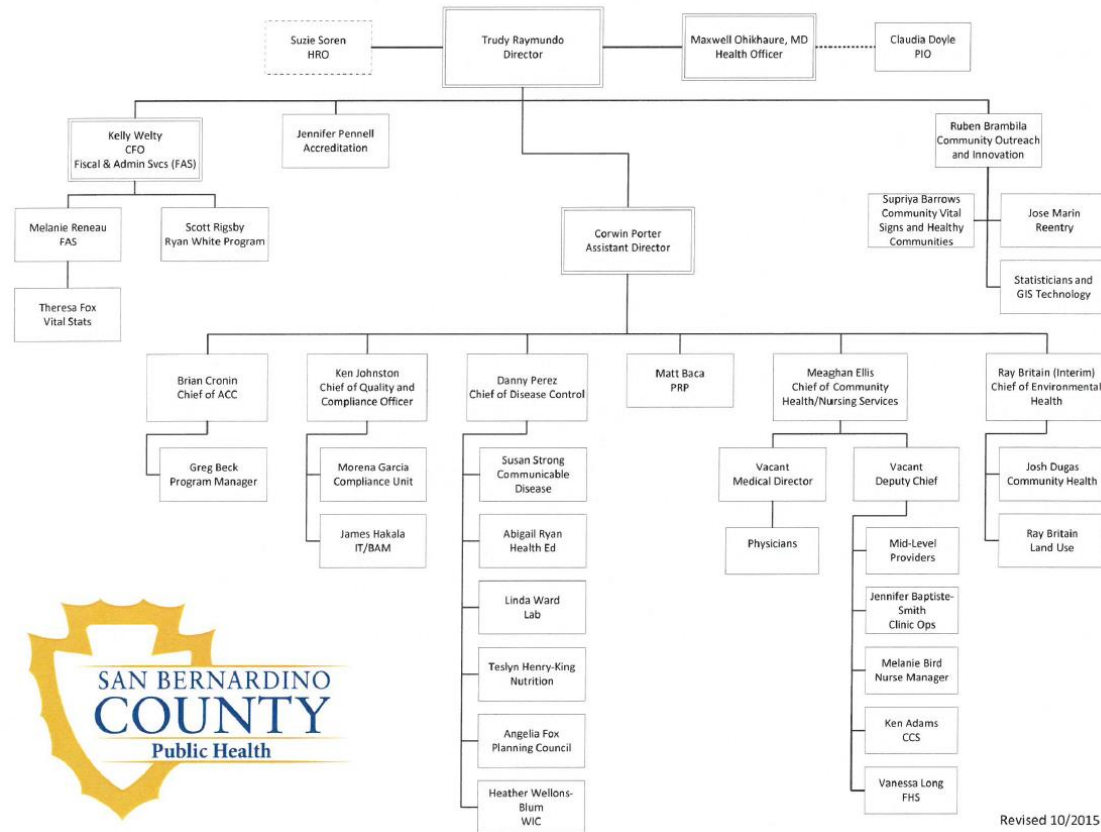 Suzie Soren
HRO
Trudy Raymundo
Director
Maxwell Ohikhaure, MD
Health Officer
Claudia Doyle
PIO
Kelly Welty
CFO
Fiscal & Admin Svcs (FAS)
Jennifer Pennell
Accreditation
Ruben Brambila
Community Outreach
and Innovation
Melanie Reneau
FAS
Scott Rigsby
Ryan White Program
Corwin Porter
Assistant Director
Supriya Barrows
Community Vital
Signs and Healthy
Communities
Jose Marin
Reentry
Theresa Fox
Vital Stats
Statisticians and
GIS Technology
Brian Cronin
Chief of ACC
Ken Johnston
Chief of Quality and
Compliance Officer
Danny Perez
Chief of Disease Control
Matt Baca
PRP
Meaghan Ellis
Chief of Community
Health/Nursing Services
Ray Britain (Interim)
Chief of Environmental
Health
Greg Beck
Program Manager
Morena Garcia
Compliance Unit
Susan Strong
Communicable
Disease
Vacant
Medical Director
Vacant
Deputy Chief
Josh Dugas
Community Health
James Hakala
IT/BAM
Abigail Ryan
Health Ed
Physicians
Mid-Level
Providers
Ray Britain
Land Use
Linda Ward
Lab
Jennifer Baptiste-
Smith
Clinic Ops
Teslyn Henry-King
Nutrition
Melanie Bird
Nurse Manager
Angelia Fox
Planning Council
Ken Adams
CCS
Heather Wellons-
Blum
WIC
Vanessa Long
FHS
SAN BERNARDINO
COUNTY
Public Health
Revised 10/2015